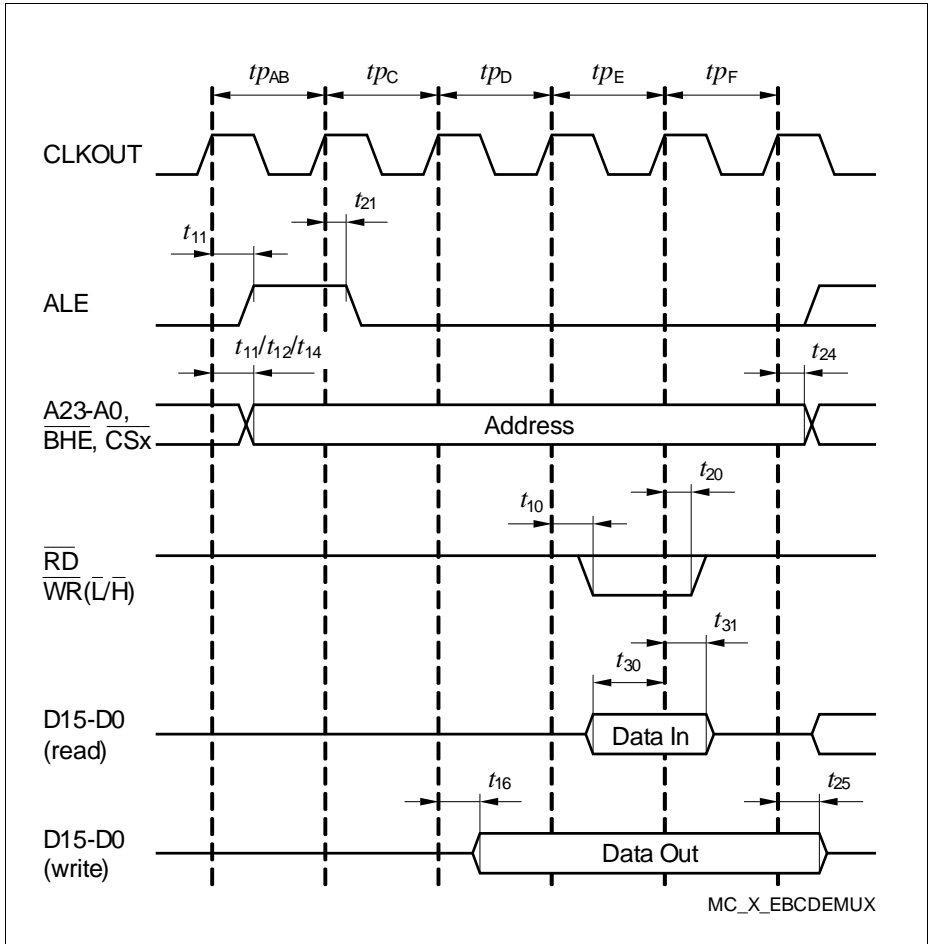 tpAB tpC tpD tpE tpF
CLKOUT
t21
t11
ALE
t11/t12/t14
t24
A23-A0,
BHE, CSx
Address
t20
t10
RD
WR(L/H)
t31
t30
D15-D0
(read)
Data In
t16
t25
D15-D0
(write)
Data Out
MC_X_EBCDEMUX